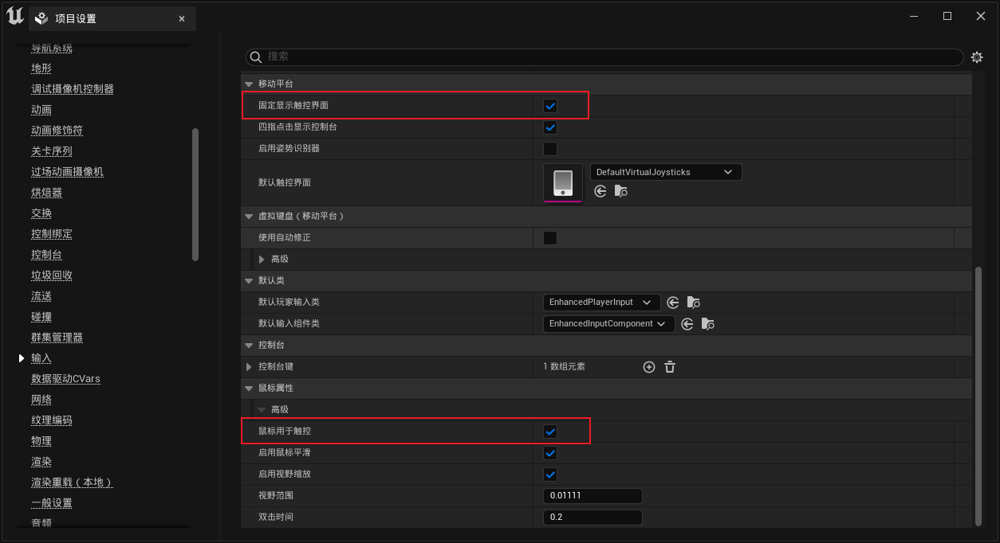 项目设置
导航系统
地形
调试摄像机控制器
动画
动画修饰符
关卡序列
过场动画摄像机
烘焙器
交换
控制绑定
控制台
垃圾回收
流送
碰撞
群集管理器
输入
数据驱动CVars
网络
纹理编码
物理
渲染
渲染重载（本地）
一般设置
音频
搜索
移动平台
固定显示触控界面
四指点击显示控制台
启用姿势识别器
默认触控界面
DefaultVirtualJoysticks
虚拟键盘（移动平台）
使用自动修正
高级
默认类
默认玩家输入类 EnhancedPlayerInput
默认输入组件类 EnhancedInputComponent
控制台
控制台键 1 数组元素
鼠标属性
高级
鼠标用于触控
启用鼠标平滑
启用视野缩放
视野范围 0.01111
双击时间 0.2